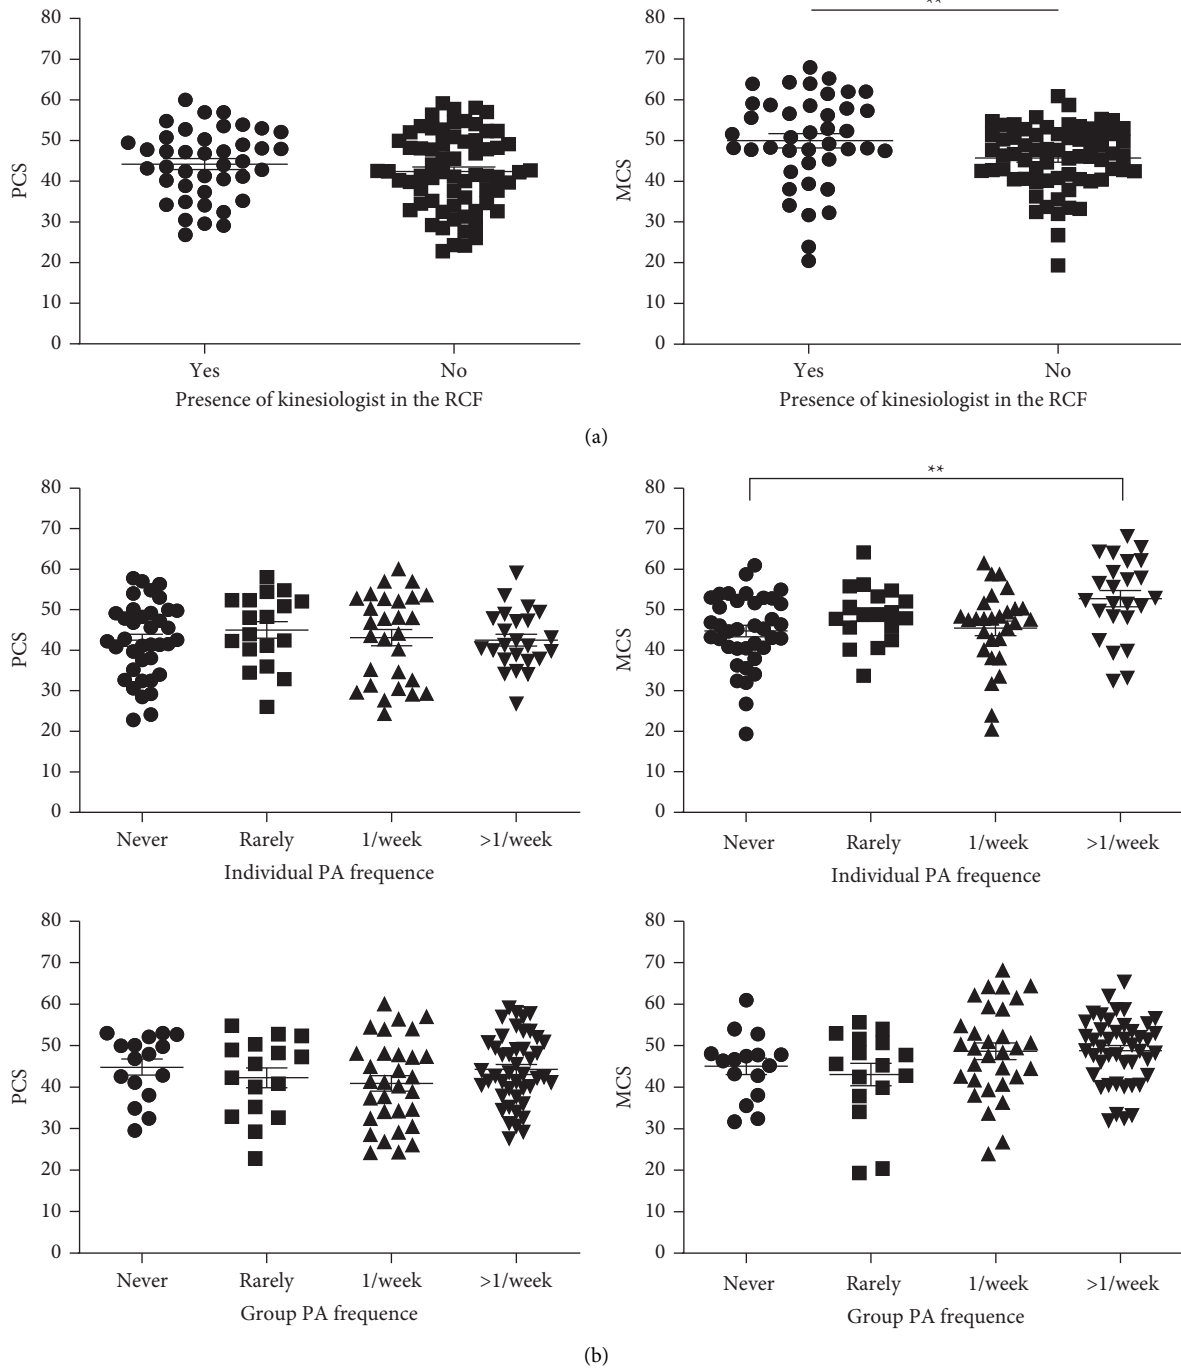 **
80
70
60
50
40
30
20
10
0
PCS
Yes
No
Presence of kinesiologist in the RCF
80
70
60
50
40
30
20
10
0
MCS
Yes
No
Presence of kinesiologist in the RCF
(a)
80
70
60
50
40
30
20
10
0
PCS
Never
Rarely
1/week
>1/week
Individual PA frequence
**
80
70
60
50
40
30
20
10
0
MCS
Never
Rarely
1/week
>1/week
Individual PA frequence
80
70
60
50
40
30
20
10
0
PCS
Never
Rarely
1/week
>1/week
Group PA frequence
80
70
60
50
40
30
20
10
0
MCS
Never
Rarely
1/week
>1/week
Group PA frequence
(b)